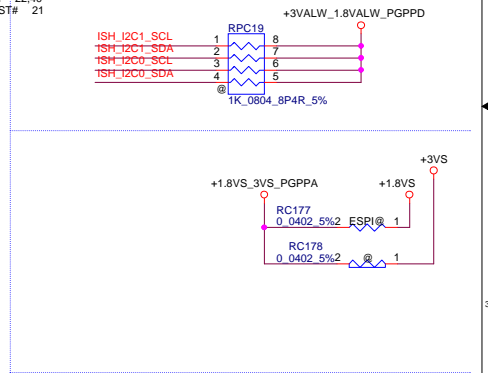 ST# 21
+3VALW_1.8VALW_PGPPD
RPC19
ISH_I2C1_SCL 1 8
ISH_I2C1_SDA 2 7
ISH_I2C0_SCL 3 6
ISH_I2C0_SDA 4 5
@
1K_0804_8P4R_5%
+3VS
+1.8VS_3VS_PGPPA +1.8VS
RC177
0_0402_5% 2 ESPI@ 1
RC178
0_0402_5% 2 @ 1
3